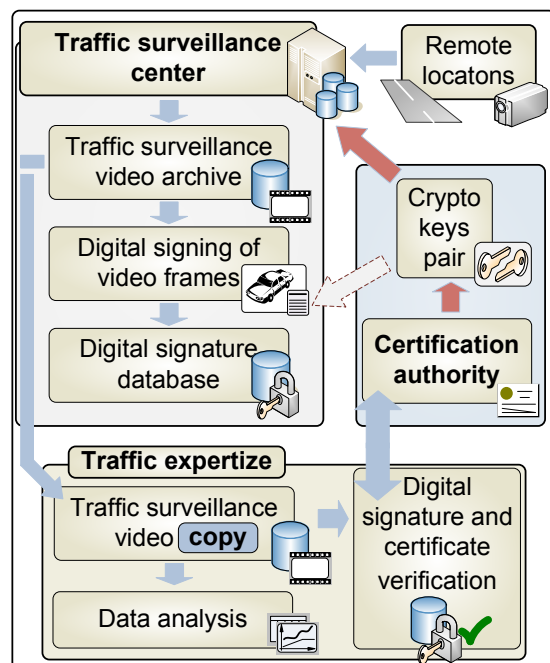 Traffic surveillance
center
Remote
locatons
Traffic surveillance
video archive
Crypto
keys
pair
Digital signing of
video frames
Digital signature
database
Certification
authority
Traffic expertize
Traffic surveillance
video copy
Digital
signature and
certificate
verification
Data analysis